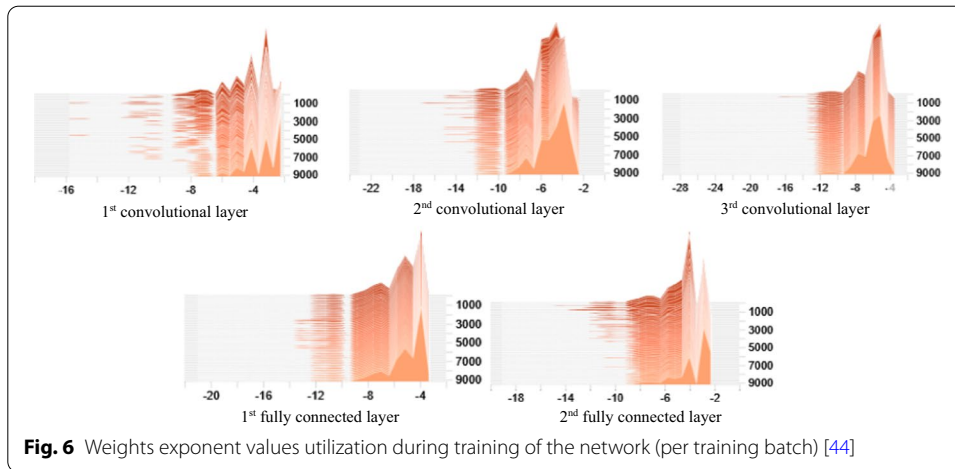 1000
3000
5000
7000
9000
-16 -12 -8 -4
1st convolutional layer
1000
3000
5000
7000
9000
-22 -18 -14 -10 -6 -2
2nd convolutional layer
1000
3000
5000
7000
9000
-28 -24 -20 -16 -12 -8 -4
3rd convolutional layer
1000
3000
5000
7000
9000
-20 -16 -12 -8 -4
1st fully connected layer
1000
3000
5000
7000
9000
-18 -14 -10 -6 -2
2nd fully connected layer
Fig. 6 Weights exponent values utilization during training of the network (per training batch) [44]